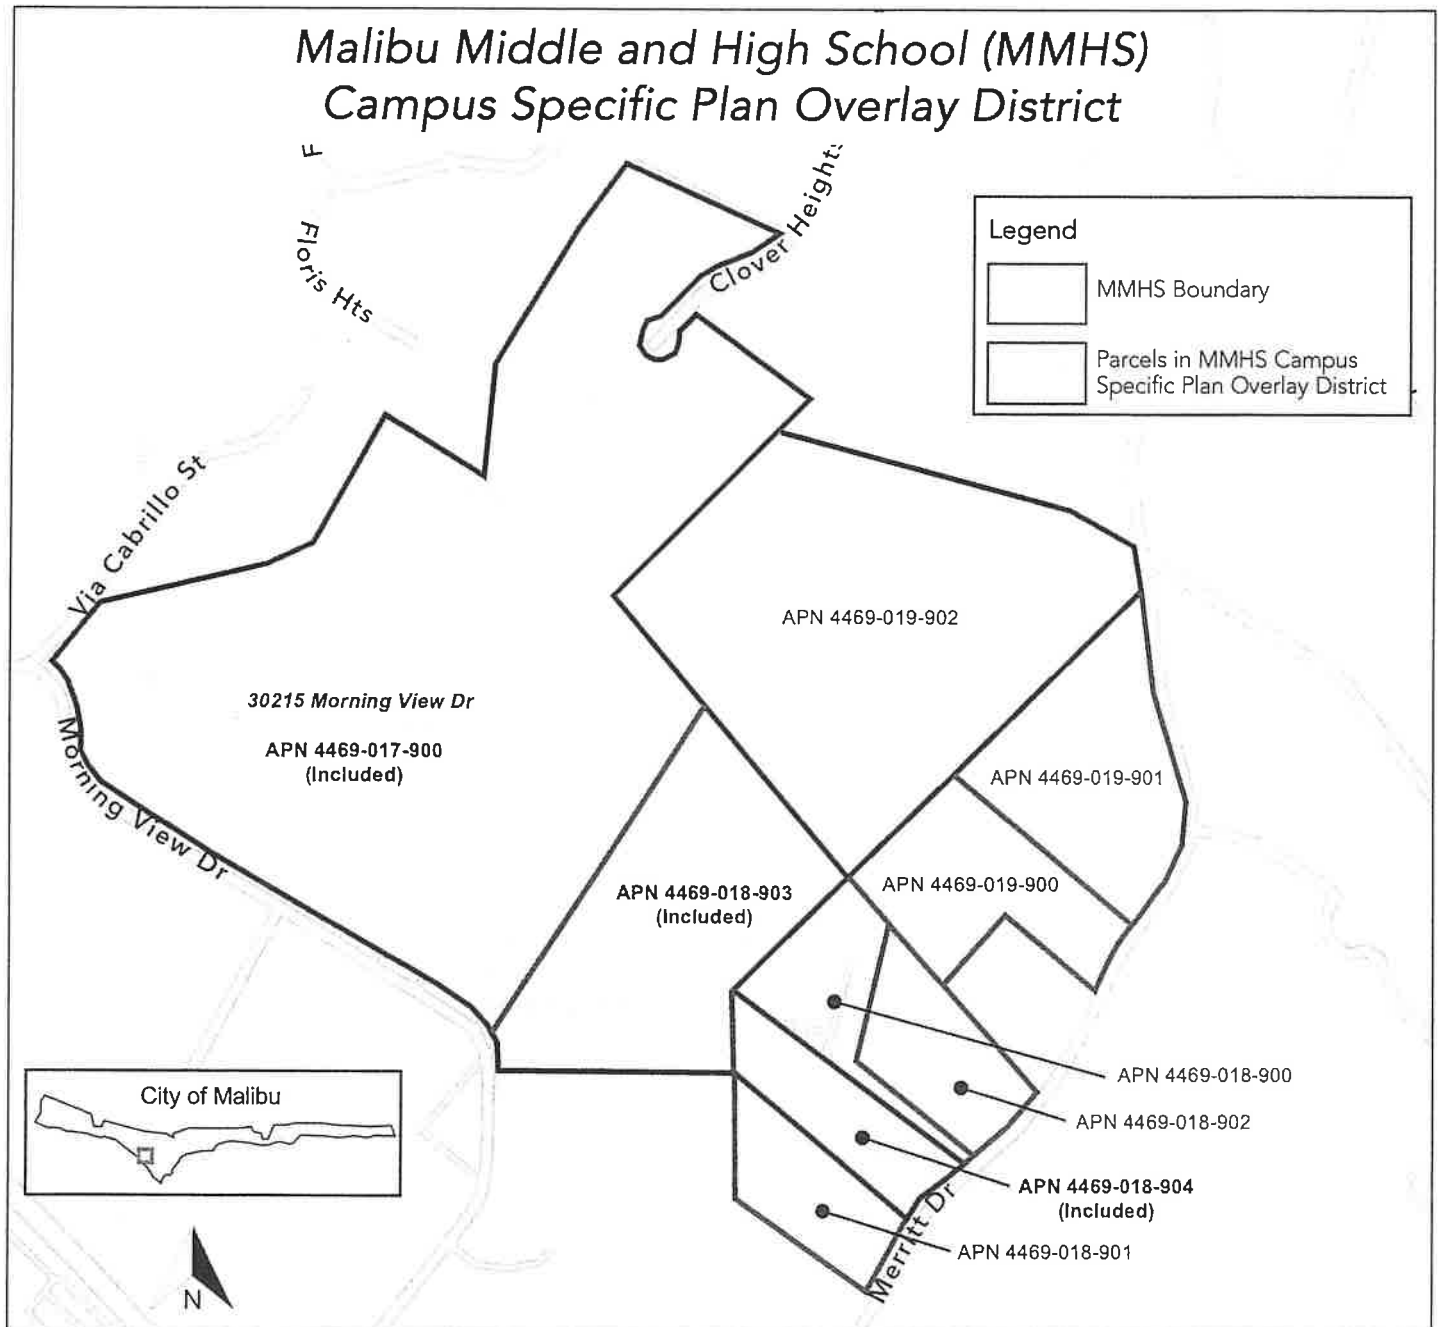 Malibu Middle and High School (MMHS)
Campus Specific Plan Overlay District
F
Floris Hts
Clover Heights
Legend
MMHS Boundary
Parcels in MMHS Campus
Specific Plan Overlay District
Via Cabrillo St
APN 4469-019-902
30215 Morning View Dr
APN 4469-017-900
(Included)
Morning View Dr
APN 4469-019-901
APN 4469-018-903
(Included)
APN 4469-019-900
APN 4469-018-900
APN 4469-018-902
APN 4469-018-904
(Included)
APN 4469-018-901
Merritt Dr
City of Malibu
N